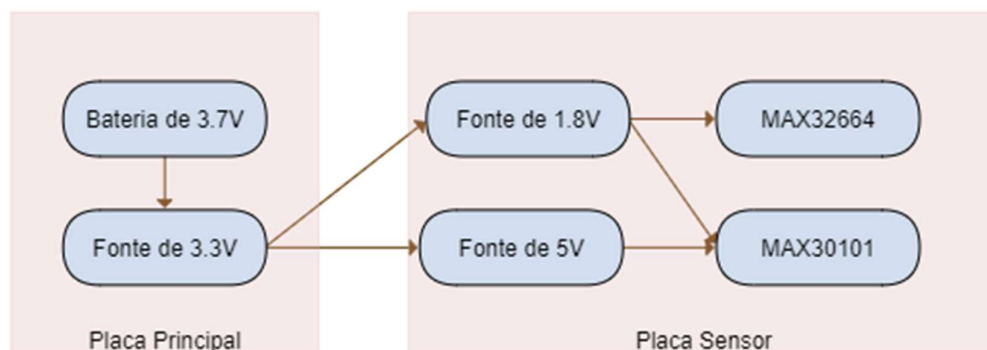 Bateria de 3.7V
Fonte de 1.8V
MAX32664
Fonte de 3.3V
Fonte de 5V
MAX30101
Placa Principal
Placa Sensor